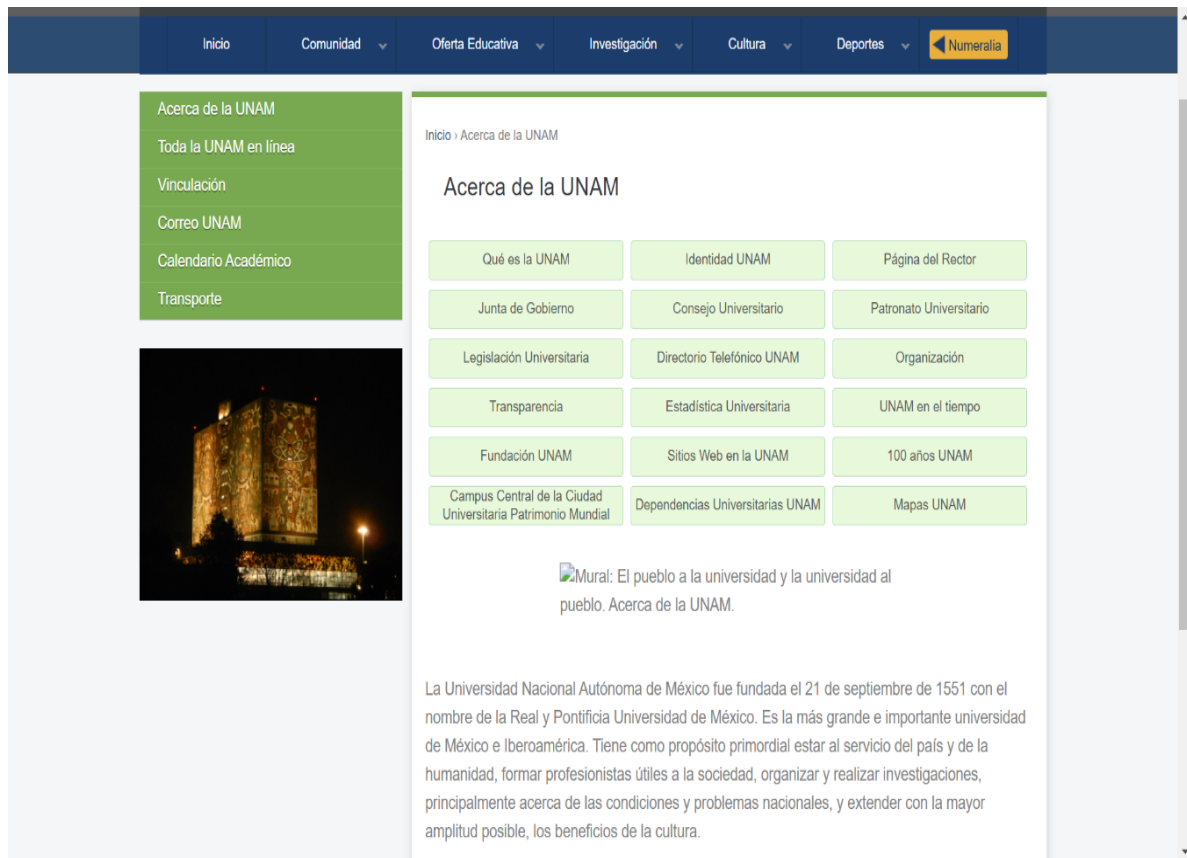 Inicio Comunidad Oferta Educativa Investigación Cultura Deportes Numeralia
Acerca de la UNAM
Toda la UNAM en línea
Vinculación
Correo UNAM
Calendario Académico
Transporte
Inicio › Acerca de la UNAM
Acerca de la UNAM
Qué es la UNAM Identidad UNAM Página del Rector
Junta de Gobierno Consejo Universitario Patronato Universitario
Legislación Universitaria Directorio Telefónico UNAM Organización
Transparencia Estadística Universitaria UNAM en el tiempo
Fundación UNAM Sitios Web en la UNAM 100 años UNAM
Campus Central de la Ciudad
Universitaria Patrimonio Mundial Dependencias Universitarias UNAM Mapas UNAM
Mural: El pueblo a la universidad y la universidad al
pueblo. Acerca de la UNAM.
La Universidad Nacional Autónoma de México fue fundada el 21 de septiembre de 1551 con el
nombre de la Real y Pontificia Universidad de México. Es la más grande e importante universidad
de México e Iberoamérica. Tiene como propósito primordial estar al servicio del país y de la
humanidad, formar profesionistas útiles a la sociedad, organizar y realizar investigaciones,
principalmente acerca de las condiciones y problemas nacionales, y extender con la mayor
amplitud posible, los beneficios de la cultura.